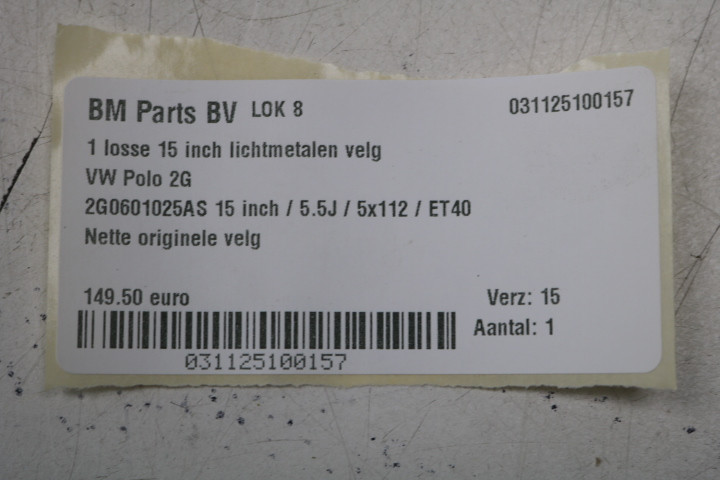 BM Parts BV LOK 8 031125100157
1 losse 15 inch lichtmetalen velg
VW Polo 2G
2G0601025AS 15 inch / 5.5J / 5x112 / ET40
Nette originele velg
149.50 euro Verz: 15
Aantal: 1
031125100157